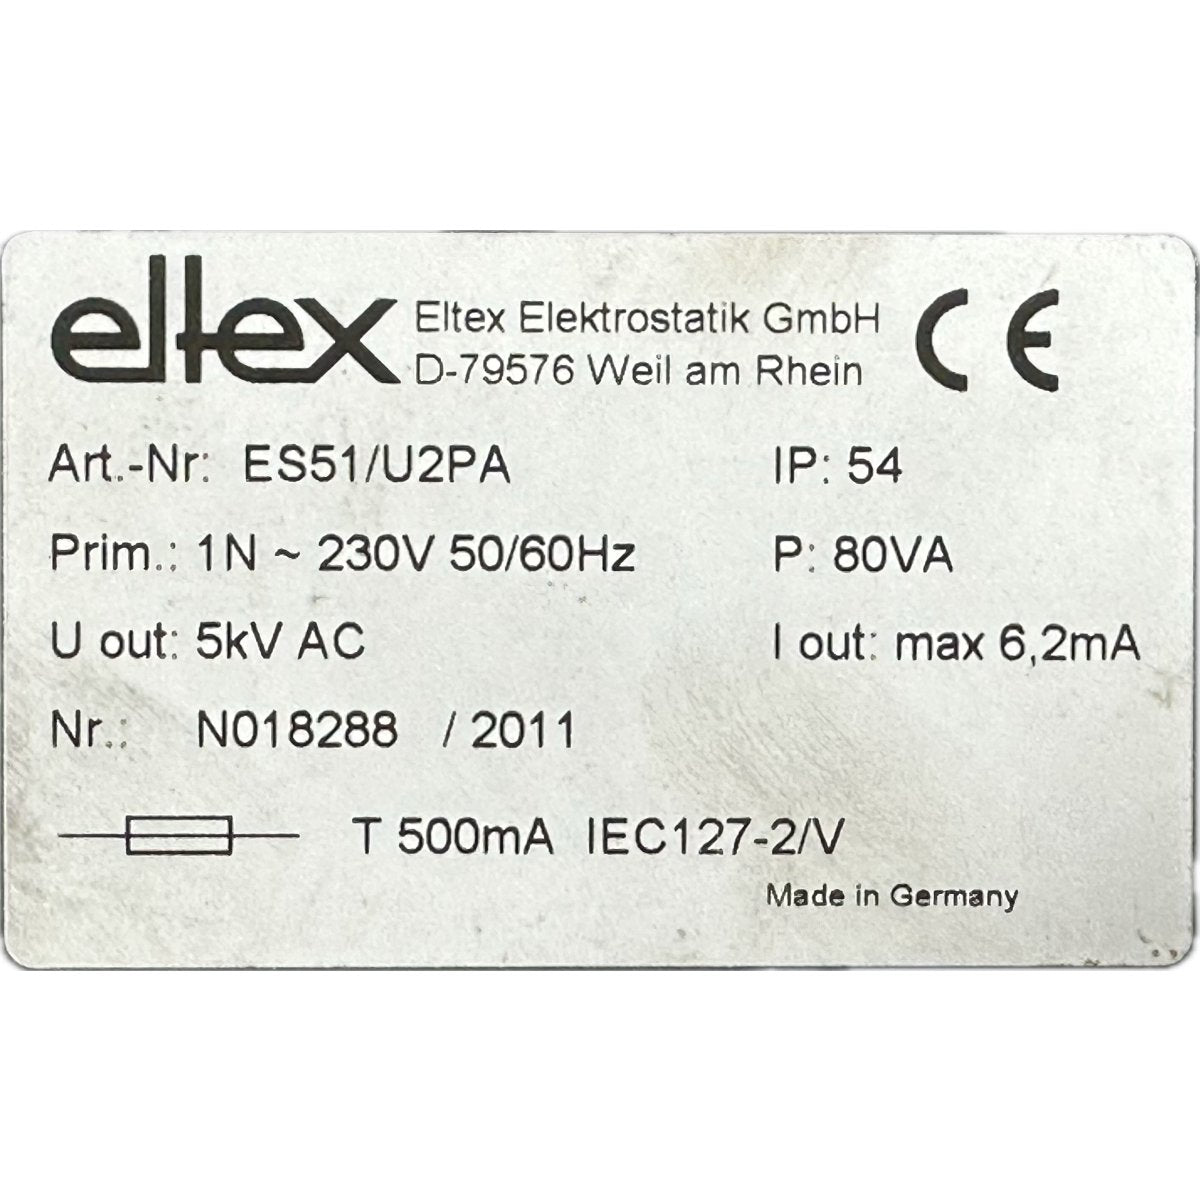 eltex Eltex Elektrostatik GmbH CE
D-79576 Weil am Rhein
Art.-Nr: ES51/U2PA IP: 54
Prim.: 1N ~ 230V 50/60Hz P: 80VA
U out: 5kV AC I out: max 6,2mA
Nr.: N018288 / 2011
T 500mA IEC127-2/V
Made in Germany